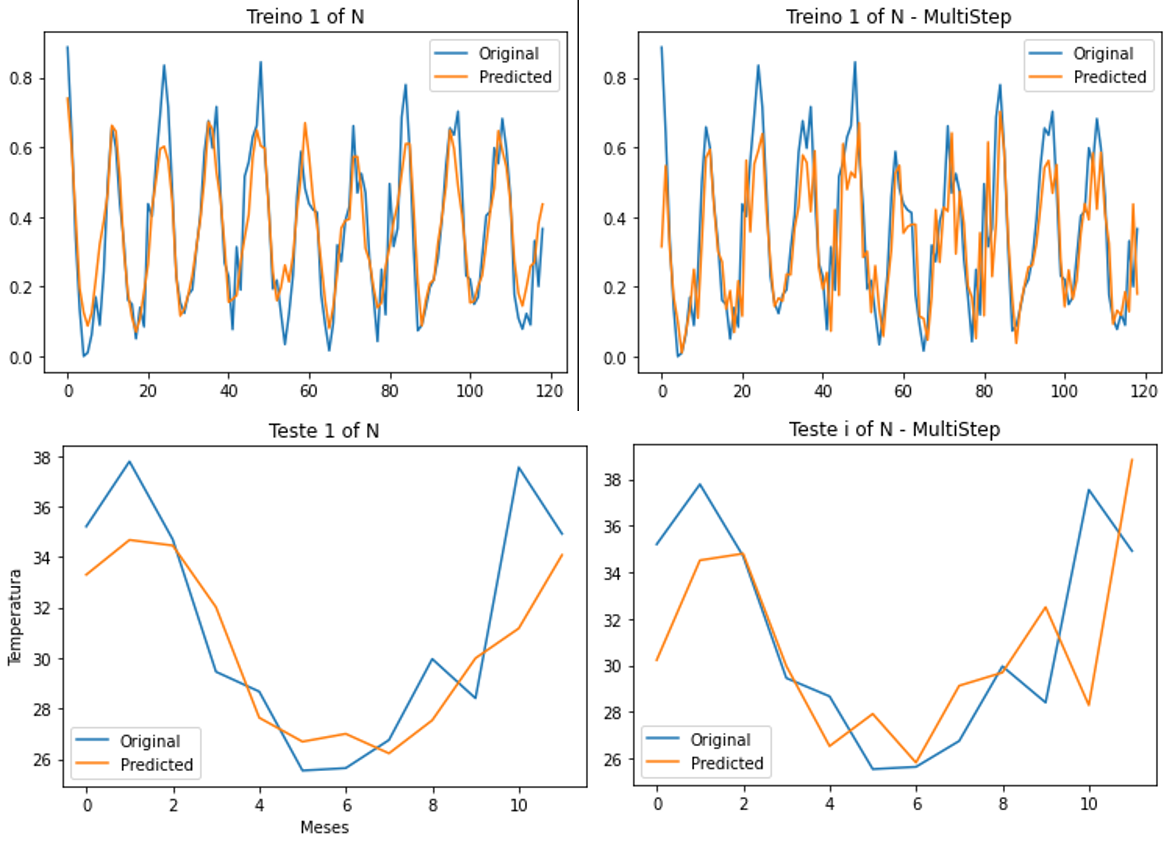 Treino 1 of N
Original
Predicted
0.8
0.6
0.4
0.2
0.0
0 20 40 60 80 100 120
Treino 1 of N - MultiStep
Original
Predicted
0.8
0.6
0.4
0.2
0.0
0 20 40 60 80 100 120
Teste 1 of N
38
36
34
32
30
28
26
Temperatura
Original
Predicted
0 2 4 6 8 10
Meses
Teste i of N - MultiStep
38
36
34
32
30
28
26
Original
Predicted
0 2 4 6 8 10